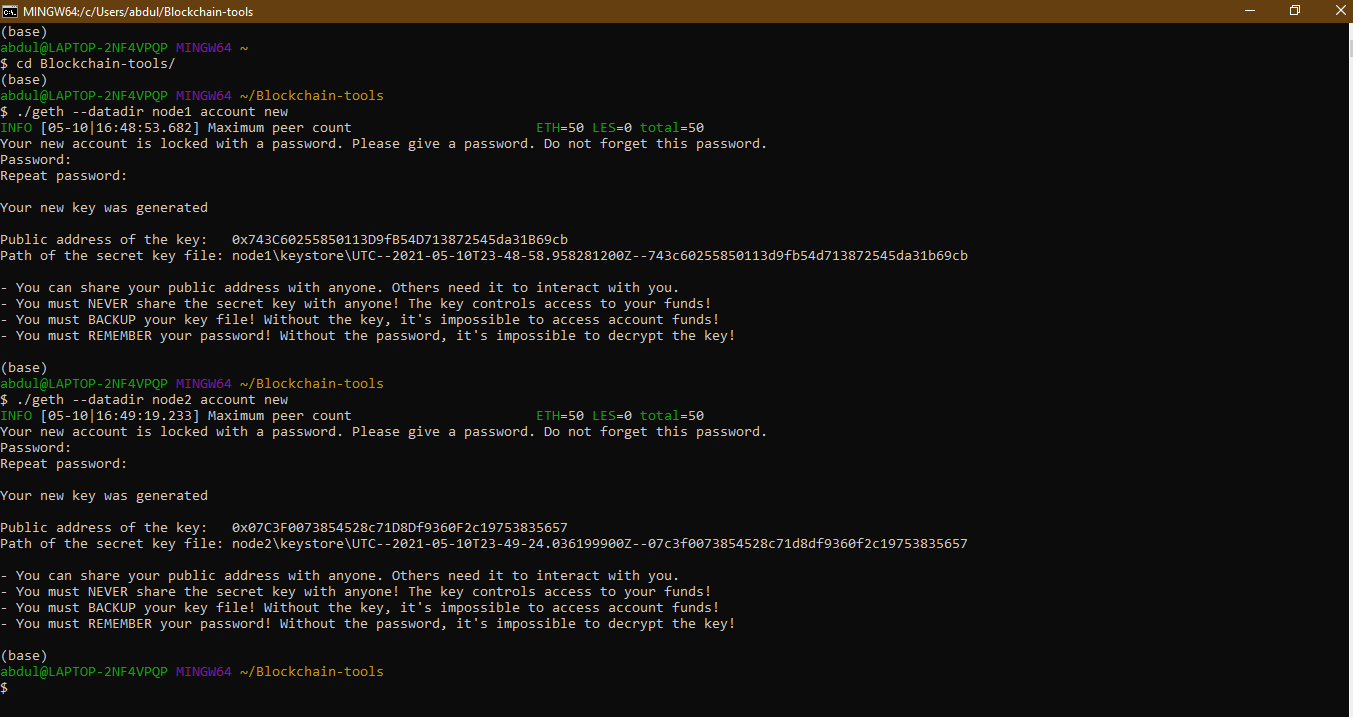 MINGW64:/c/Users/abdul/Blockchain-tools
(base)
abdul@LAPTOP-2NF4VPQP MINGW64 ~
$ cd Blockchain-tools/
(base)
abdul@LAPTOP-2NF4VPQP MINGW64 ~/Blockchain-tools
$ ./geth --datadir node1 account new
INFO [05-10|16:48:53.682] Maximum peer count ETH=50 LES=0 total=50
Your new account is locked with a password. Please give a password. Do not forget this password.
Password:
Repeat password:
Your new key was generated
Public address of the key: 0x743C60255850113D9fB54D713872545da31B69cb
Path of the secret key file: node1\keystore\UTC--2021-05-10T23-48-58.958281200Z--743c60255850113d9fb54d713872545da31b69cb
- You can share your public address with anyone. Others need it to interact with you.
- You must NEVER share the secret key with anyone! The key controls access to your funds!
- You must BACKUP your key file! Without the key, it's impossible to access account funds!
- You must REMEMBER your password! Without the password, it's impossible to decrypt the key!
(base)
abdul@LAPTOP-2NF4VPQP MINGW64 ~/Blockchain-tools
$ ./geth --datadir node2 account new
INFO [05-10|16:49:19.233] Maximum peer count ETH=50 LES=0 total=50
Your new account is locked with a password. Please give a password. Do not forget this password.
Password:
Repeat password:
Your new key was generated
Public address of the key: 0x07C3F0073854528c71D8Df9360F2c19753835657
Path of the secret key file: node2\keystore\UTC--2021-05-10T23-49-24.036199900Z--07c3f0073854528c71d8df9360f2c19753835657
- You can share your public address with anyone. Others need it to interact with you.
- You must NEVER share the secret key with anyone! The key controls access to your funds!
- You must BACKUP your key file! Without the key, it's impossible to access account funds!
- You must REMEMBER your password! Without the password, it's impossible to decrypt the key!
(base)
abdul@LAPTOP-2NF4VPQP MINGW64 ~/Blockchain-tools
$